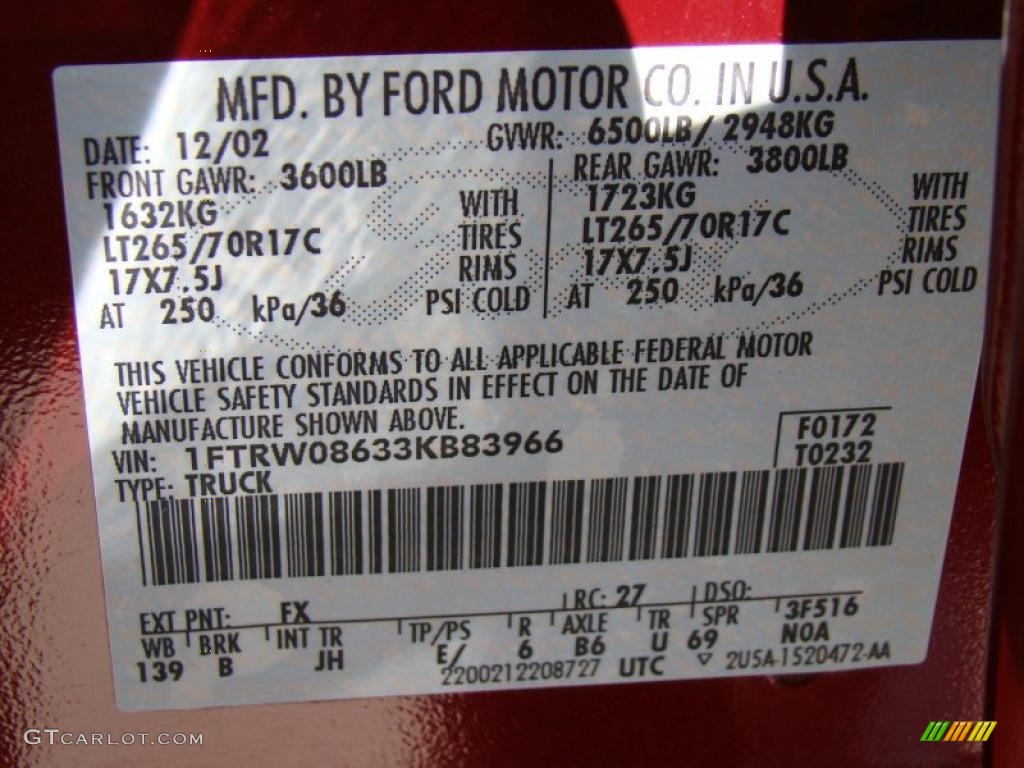 MFD. BY FORD MOTOR CO. IN U.S.A.
DATE: 12/02 GVWR: 6500LB/ 2948KG
FRONT GAWR: 3600LB REAR GAWR: 3800LB
1632KG WITH 1723KG WITH
LT265/70R17C TIRES LT265/70R17C TIRES
17X7.5J RIMS 17X7.5J RIMS
AT 250 kPa/36 PSI COLD AT 250 kPa/36 PSI COLD
THIS VEHICLE CONFORMS TO ALL APPLICABLE FEDERAL MOTOR
VEHICLE SAFETY STANDARDS IN EFFECT ON THE DATE OF
MANUFACTURE SHOWN ABOVE.
VIN: 1FTRW08633KB83966 F0172
TYPE: TRUCK T0232
EXT PNT: FX RC: 27 DSO: 3F516
WB BRK INT TR TP/PS R AXLE TR SPR N0A
139 B JH E/ 6 B6 U 69
2200212208727 UTC ▽ 2U5A-1520472-AA
GTCARLOT.COM